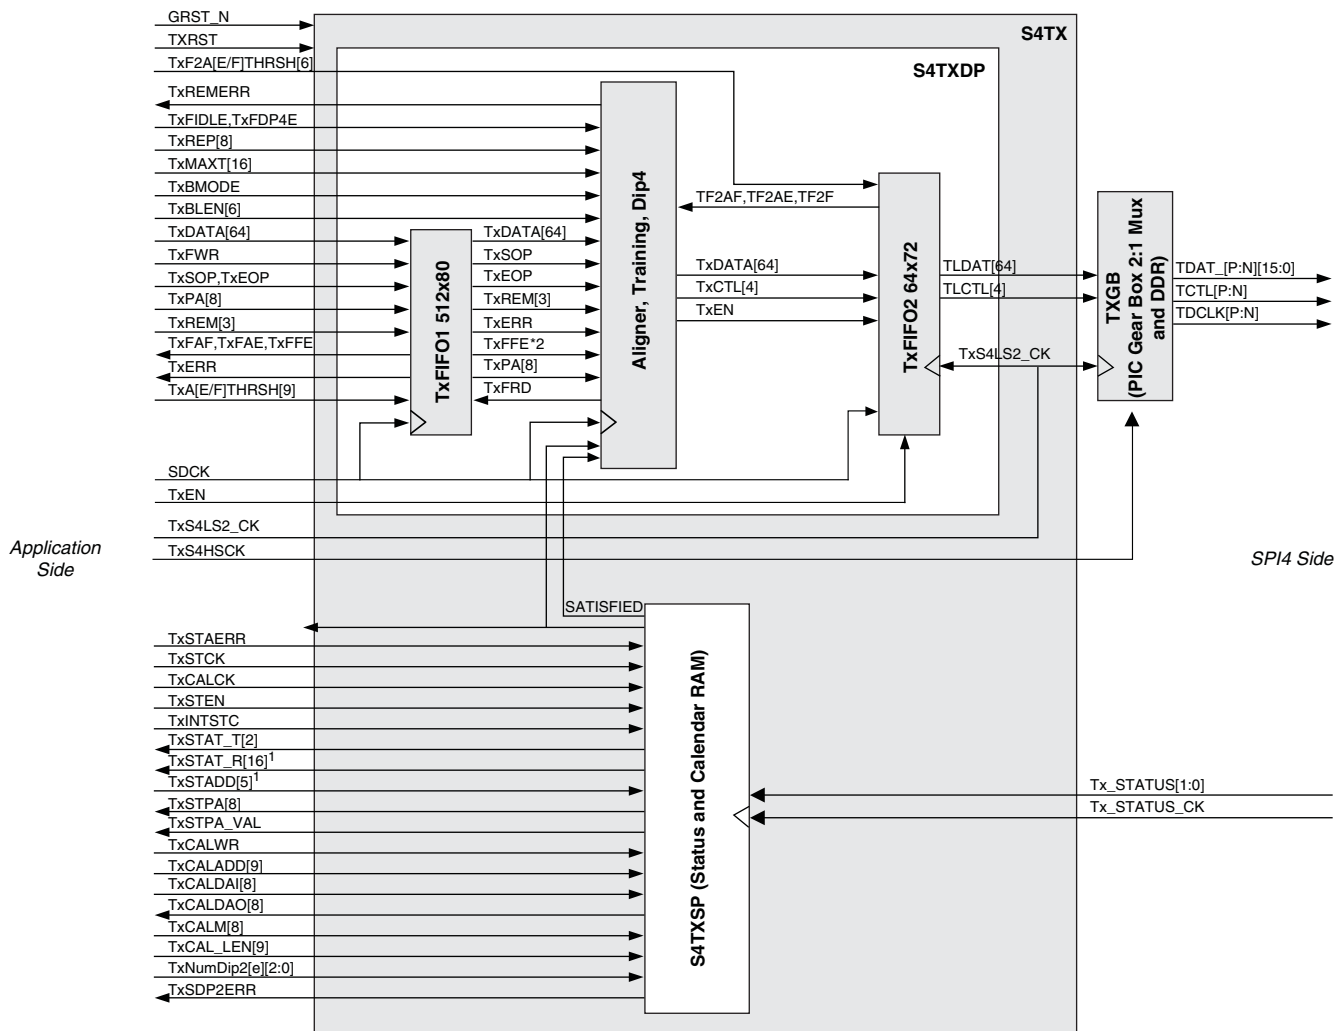 GRST_N
TXRST
TxF2A[E/F]THRSH[6]
TxREMERR
TxFIDLE,TxFDP4E
TxREP[8]
TxMAXT[16]
TxBMODE
TxBLEN[6]
TxDATA[64]
TxFWR
TxSOP,TxEOP
TxPA[8]
TxREM[3]
TxFAF,TxFAE,TxFFE
TxERR
TxA[E/F]THRSH[9]
SDCK
TxEN
TxS4LS2_CK
TxS4HSCK
Application
Side
S4TX
S4TXDP
TxFIFO1 512x80
TxDATA[64]
TxSOP
TxEOP
TxREM[3]
TxERR
TxFFE*2
TxPA[8]
TxFRD
Aligner, Training, Dip4
TF2AF,TF2AE,TF2F
TxDATA[64]
TxCTL[4]
TxEN
TxFIFO2 64x72
TLDAT[64]
TLCTL[4]
TxS4LS2_CK
TXGB
(PIC Gear Box 2:1 Mux
and DDR)
TDAT_[P:N][15:0]
TCTL[P:N]
TDCLK[P:N]
SPI4 Side
SATISFIED
TxSTAERR
TxSTCK
TxCALCK
TxSTEN
TxINTSTC
TxSTAT_T[2]
TxSTAT_R[16]1
TxSTADD[5]1
TxSTPA[8]
TxSTPA_VAL
TxCALWR
TxCALADD[9]
TxCALDAI[8]
TxCALDAO[8]
TxCALM[8]
TxCAL_LEN[9]
TxNumDip2[e][2:0]
TxSDP2ERR
S4TXSP (Status and Calendar RAM)
Tx_STATUS[1:0]
Tx_STATUS_CK